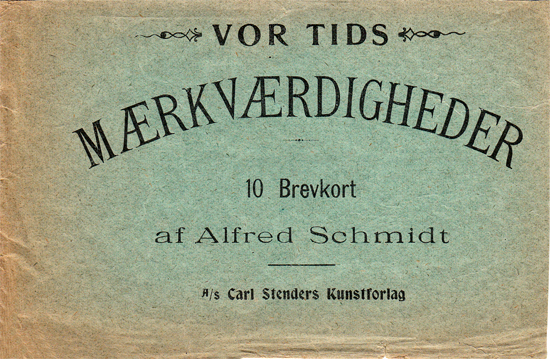 VOR TIDS
MÆRKVÆRDIGHEDER
10 Brevkort
af Alfred Schmidt
A/s Carl Stenders Kunstforlag